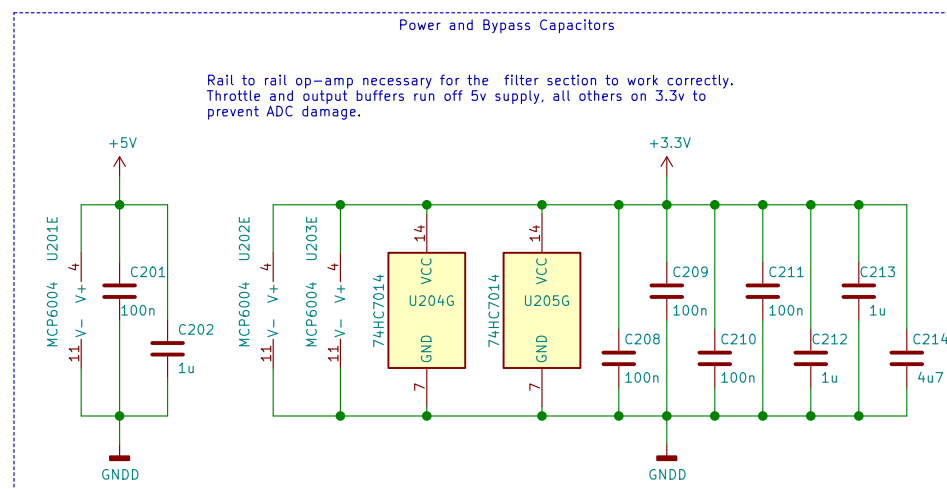 Power and Bypass Capacitors
Rail to rail op-amp necessary for the  filter section to work correctly.
Throttle and output buffers run off 5v supply, all others on 3.3v to
prevent ADC damage.
+5V
+3.3V
U201E
MCP6004
4
V+
V-
11
C201
100n
C202
1u
GNDD
U202E
MCP6004
4
V+
V-
11
U203E
MCP6004
4
V+
V-
11
74HC7014
14
VCC
U204G
GND
7
74HC7014
14
VCC
U205G
GND
7
C208
100n
C209
100n
C210
100n
C211
100n
C212
1u
C213
1u
C214
4u7
GNDD